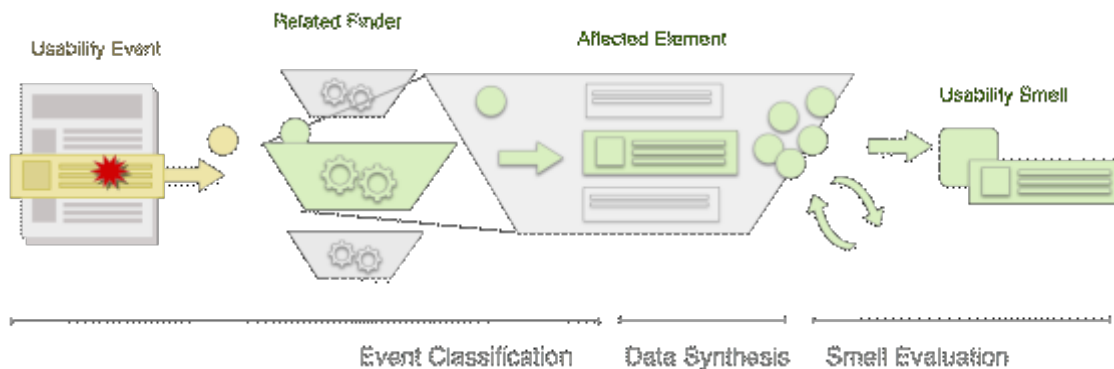 Related Finder
Usability Event
Affected Element
Usability Smell
Event Classification
Data Synthesis
Smell Evaluation